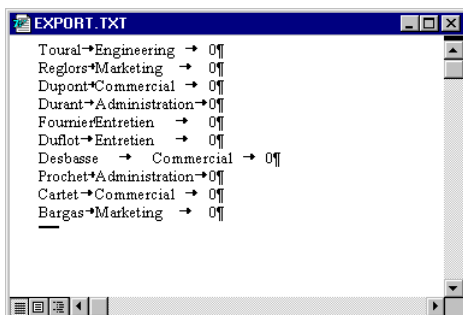 EXPORT.TXT
Toural→Engineering → 0¶
Reglors→Marketing → 0¶
Dupont→Commercial → 0¶
Durant→Administration→0¶
FournierEntretien → 0¶
Duflot→Entretien → 0¶
Desbasse → Commercial → 0¶
Prochet→Administration→0¶
Cartet→Commercial → 0¶
Bargas→Marketing → 0¶